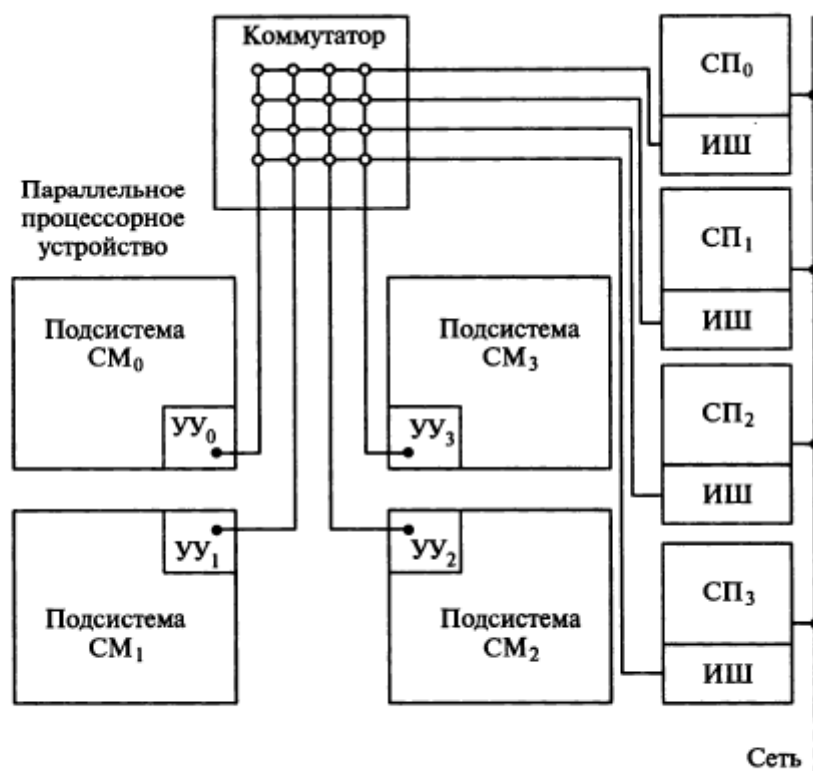 Коммутатор
Параллельное
процессорное
устройство
Подсистема
СМ₀
УУ₀
Подсистема
СМ₃
УУ₃
УУ₁
Подсистема
СМ₁
УУ₂
Подсистема
СМ₂
СП₀
ИШ
СП₁
ИШ
СП₂
ИШ
СП₃
ИШ
Сеть